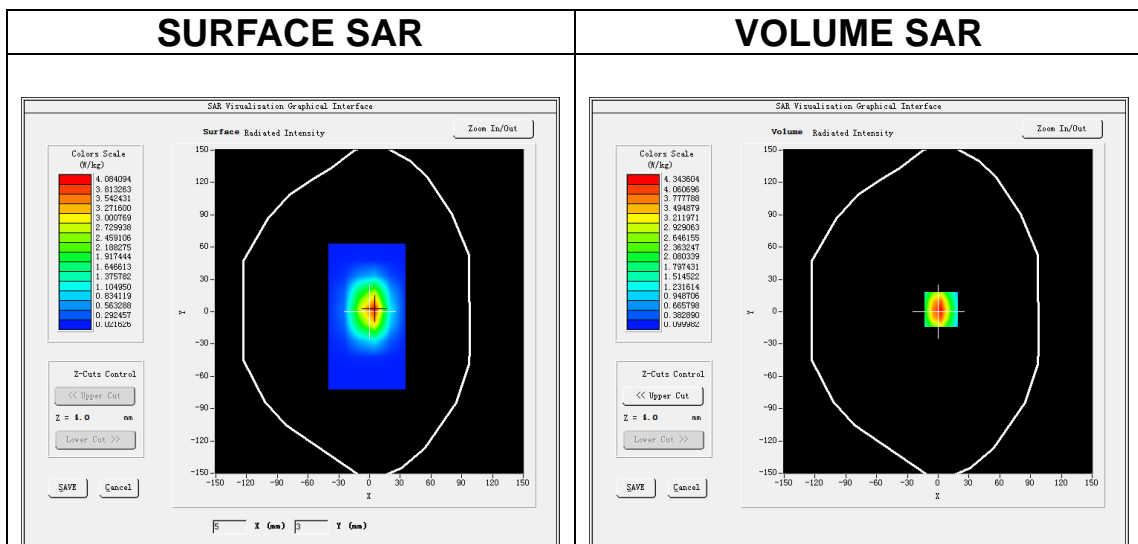 SURFACE SAR
VOLUME SAR
SAR Visualisation Graphical Interface
Surface Radiated Intensity
Zoom In/Out
Colors Scale
(W/kg)
4.084094
3.813263
3.542431
3.271600
3.000769
2.729938
2.459106
2.188275
1.917444
1.646613
1.375782
1.104950
0.834119
0.563288
0.292457
0.021626
150
120
90
60
30
0
-30
-60
-90
-120
-150
Y
-150 -120 -90 -60 -30 0 30 60 90 120 150
X
Z-Cuts Control
<< Upper Cut
Z = 4.0 mm
Lower Cut >>
SAVE Cancel
5 X (mm) 3 Y (mm)
SAR Visualisation Graphical Interface
Volume Radiated Intensity
Zoom In/Out
Colors Scale
(W/kg)
4.343604
4.060696
3.777788
3.494879
3.211971
2.929063
2.646155
2.363247
2.080339
1.797431
1.514522
1.231614
0.948706
0.665798
0.382890
0.099982
150
120
90
60
30
0
-30
-60
-90
-120
-150
Y
-150 -120 -90 -60 -30 0 30 60 90 120 150
X
Z-Cuts Control
<< Upper Cut
Z = 4.0 mm
Lower Cut >>
SAVE Cancel